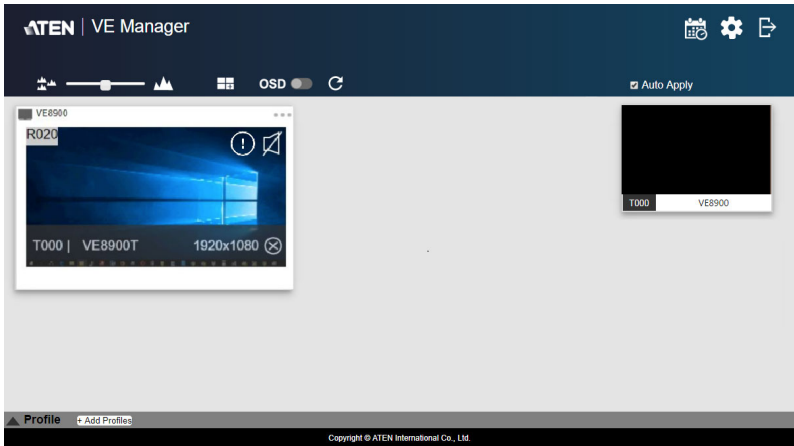 ATEN | VE Manager
OSD
Auto Apply
VE8900
R020
T000 | VE8900T 1920x1080
T000 VE8900
Profile + Add Profiles
Copyright © ATEN International Co., Ltd.